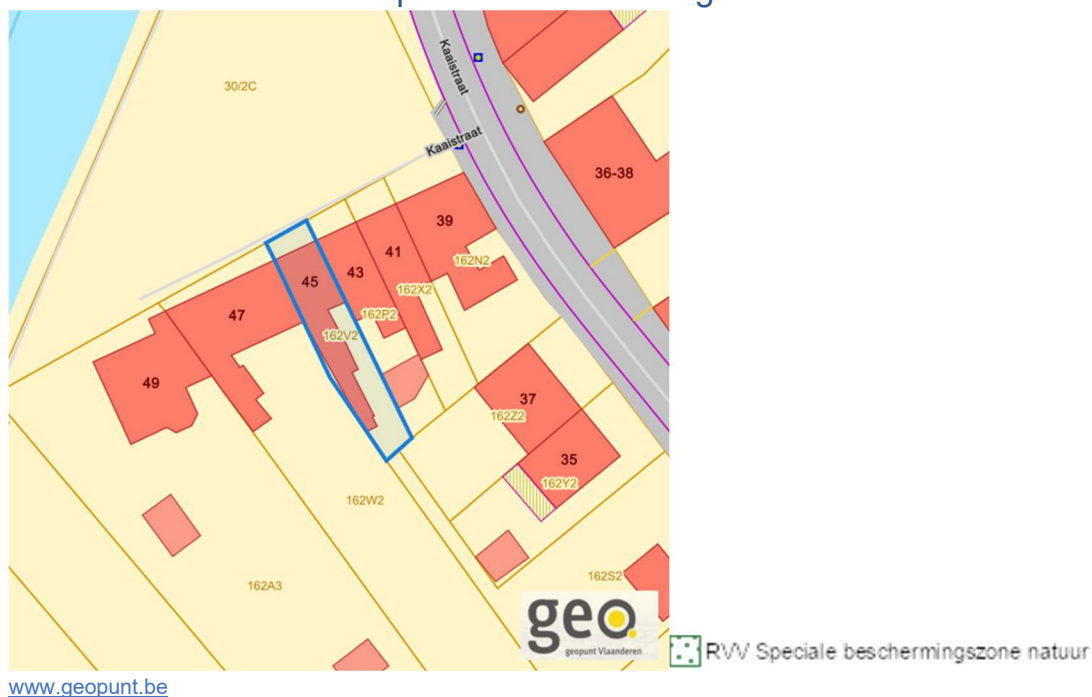 Kaaistraat
30/2C
Kaaistraat
36-38
39
41
162N2
43
45
162X2
47
162P2
162V2
49
37
162Z2
35
162Y2
162W2
162A3
162S2
geo.
geopunt Vlaanderen
RVV Speciale beschermingszone natuur
www.geopunt.be